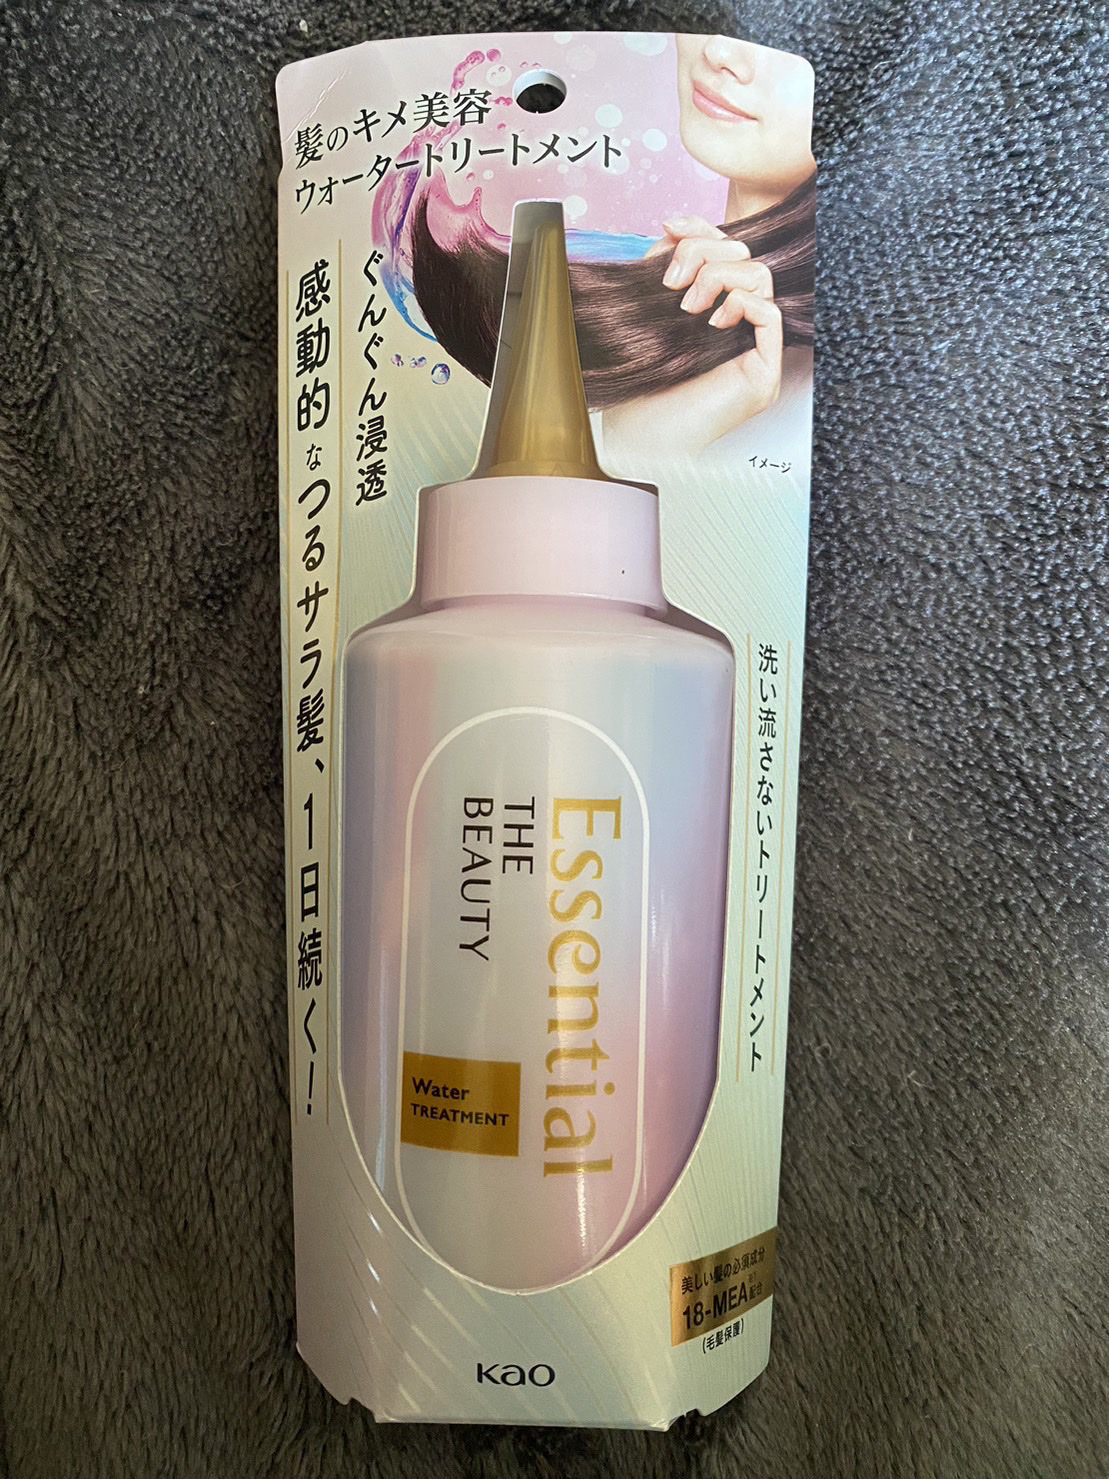 髪のキメ美容
ウォータートリートメント
ぐんぐん浸透
感動的なつるサラ髪、1日続く!
イメージ
洗い流さないトリートメント
Essential
THE
BEAUTY
Water
TREATMENT
美しい髪の必須成分
18-MEA※1配合
(毛髪保護)
Kao